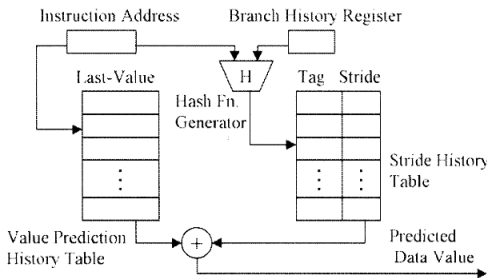 Instruction Address
Branch History Register
Last-Value
H
Tag Stride
Hash Fn.
Generator
Stride History
Table
Value Prediction
History Table
+
Predicted
Data Value